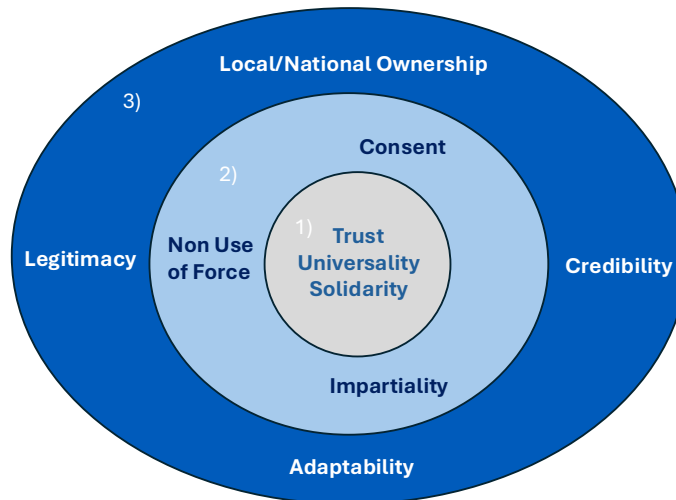 Local/National Ownership
3)
Consent
2)
1)
Trust
Universality
Solidarity
Non Use
of Force
Legitimacy
Credibility
Impartiality
Adaptability